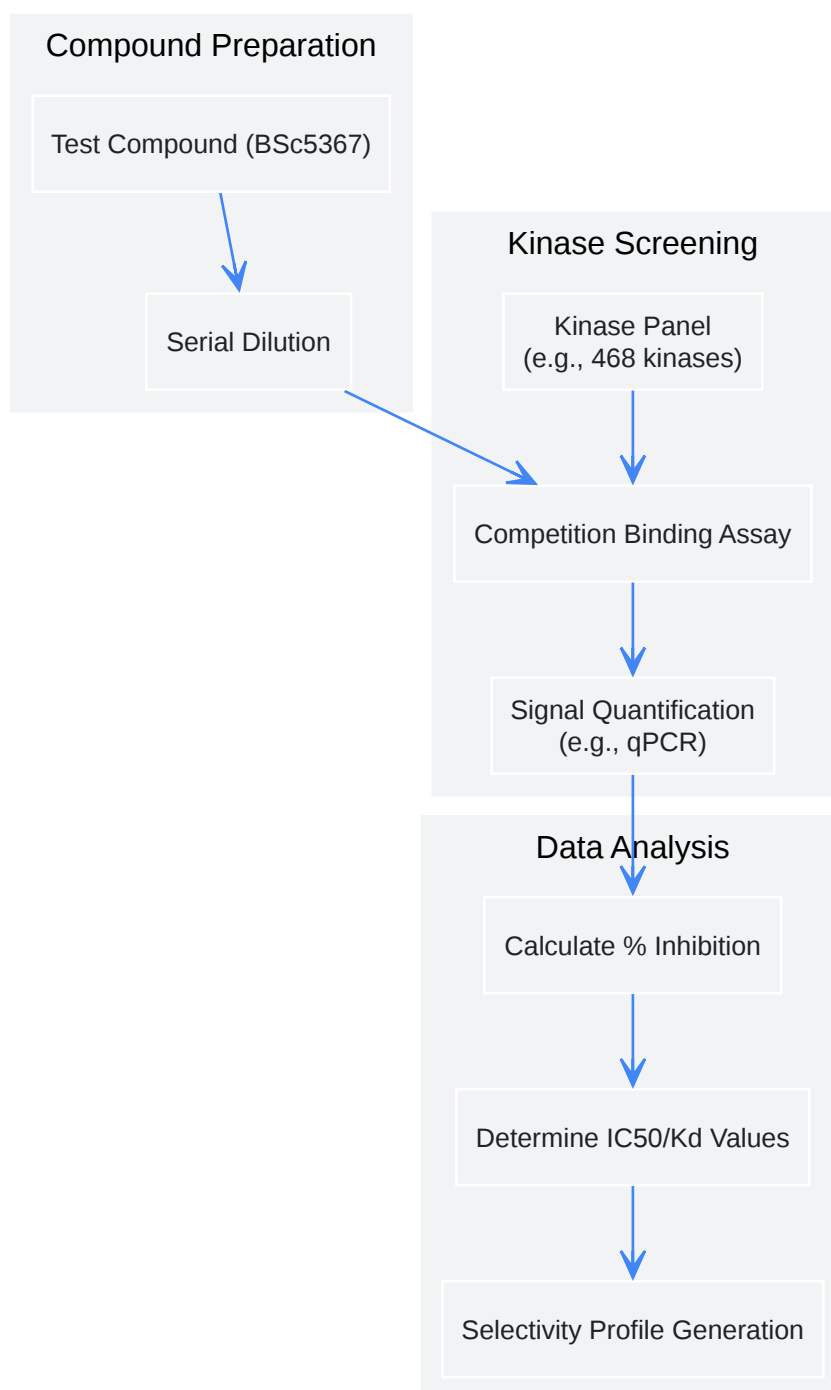 Compound Preparation
Test Compound (BSc5367)
Serial Dilution
Kinase Screening
Kinase Panel
(e.g., 468 kinases)
Competition Binding Assay
Signal Quantification
(e.g., qPCR)
Data Analysis
Calculate % Inhibition
Determine IC50/Kd Values
Selectivity Profile Generation